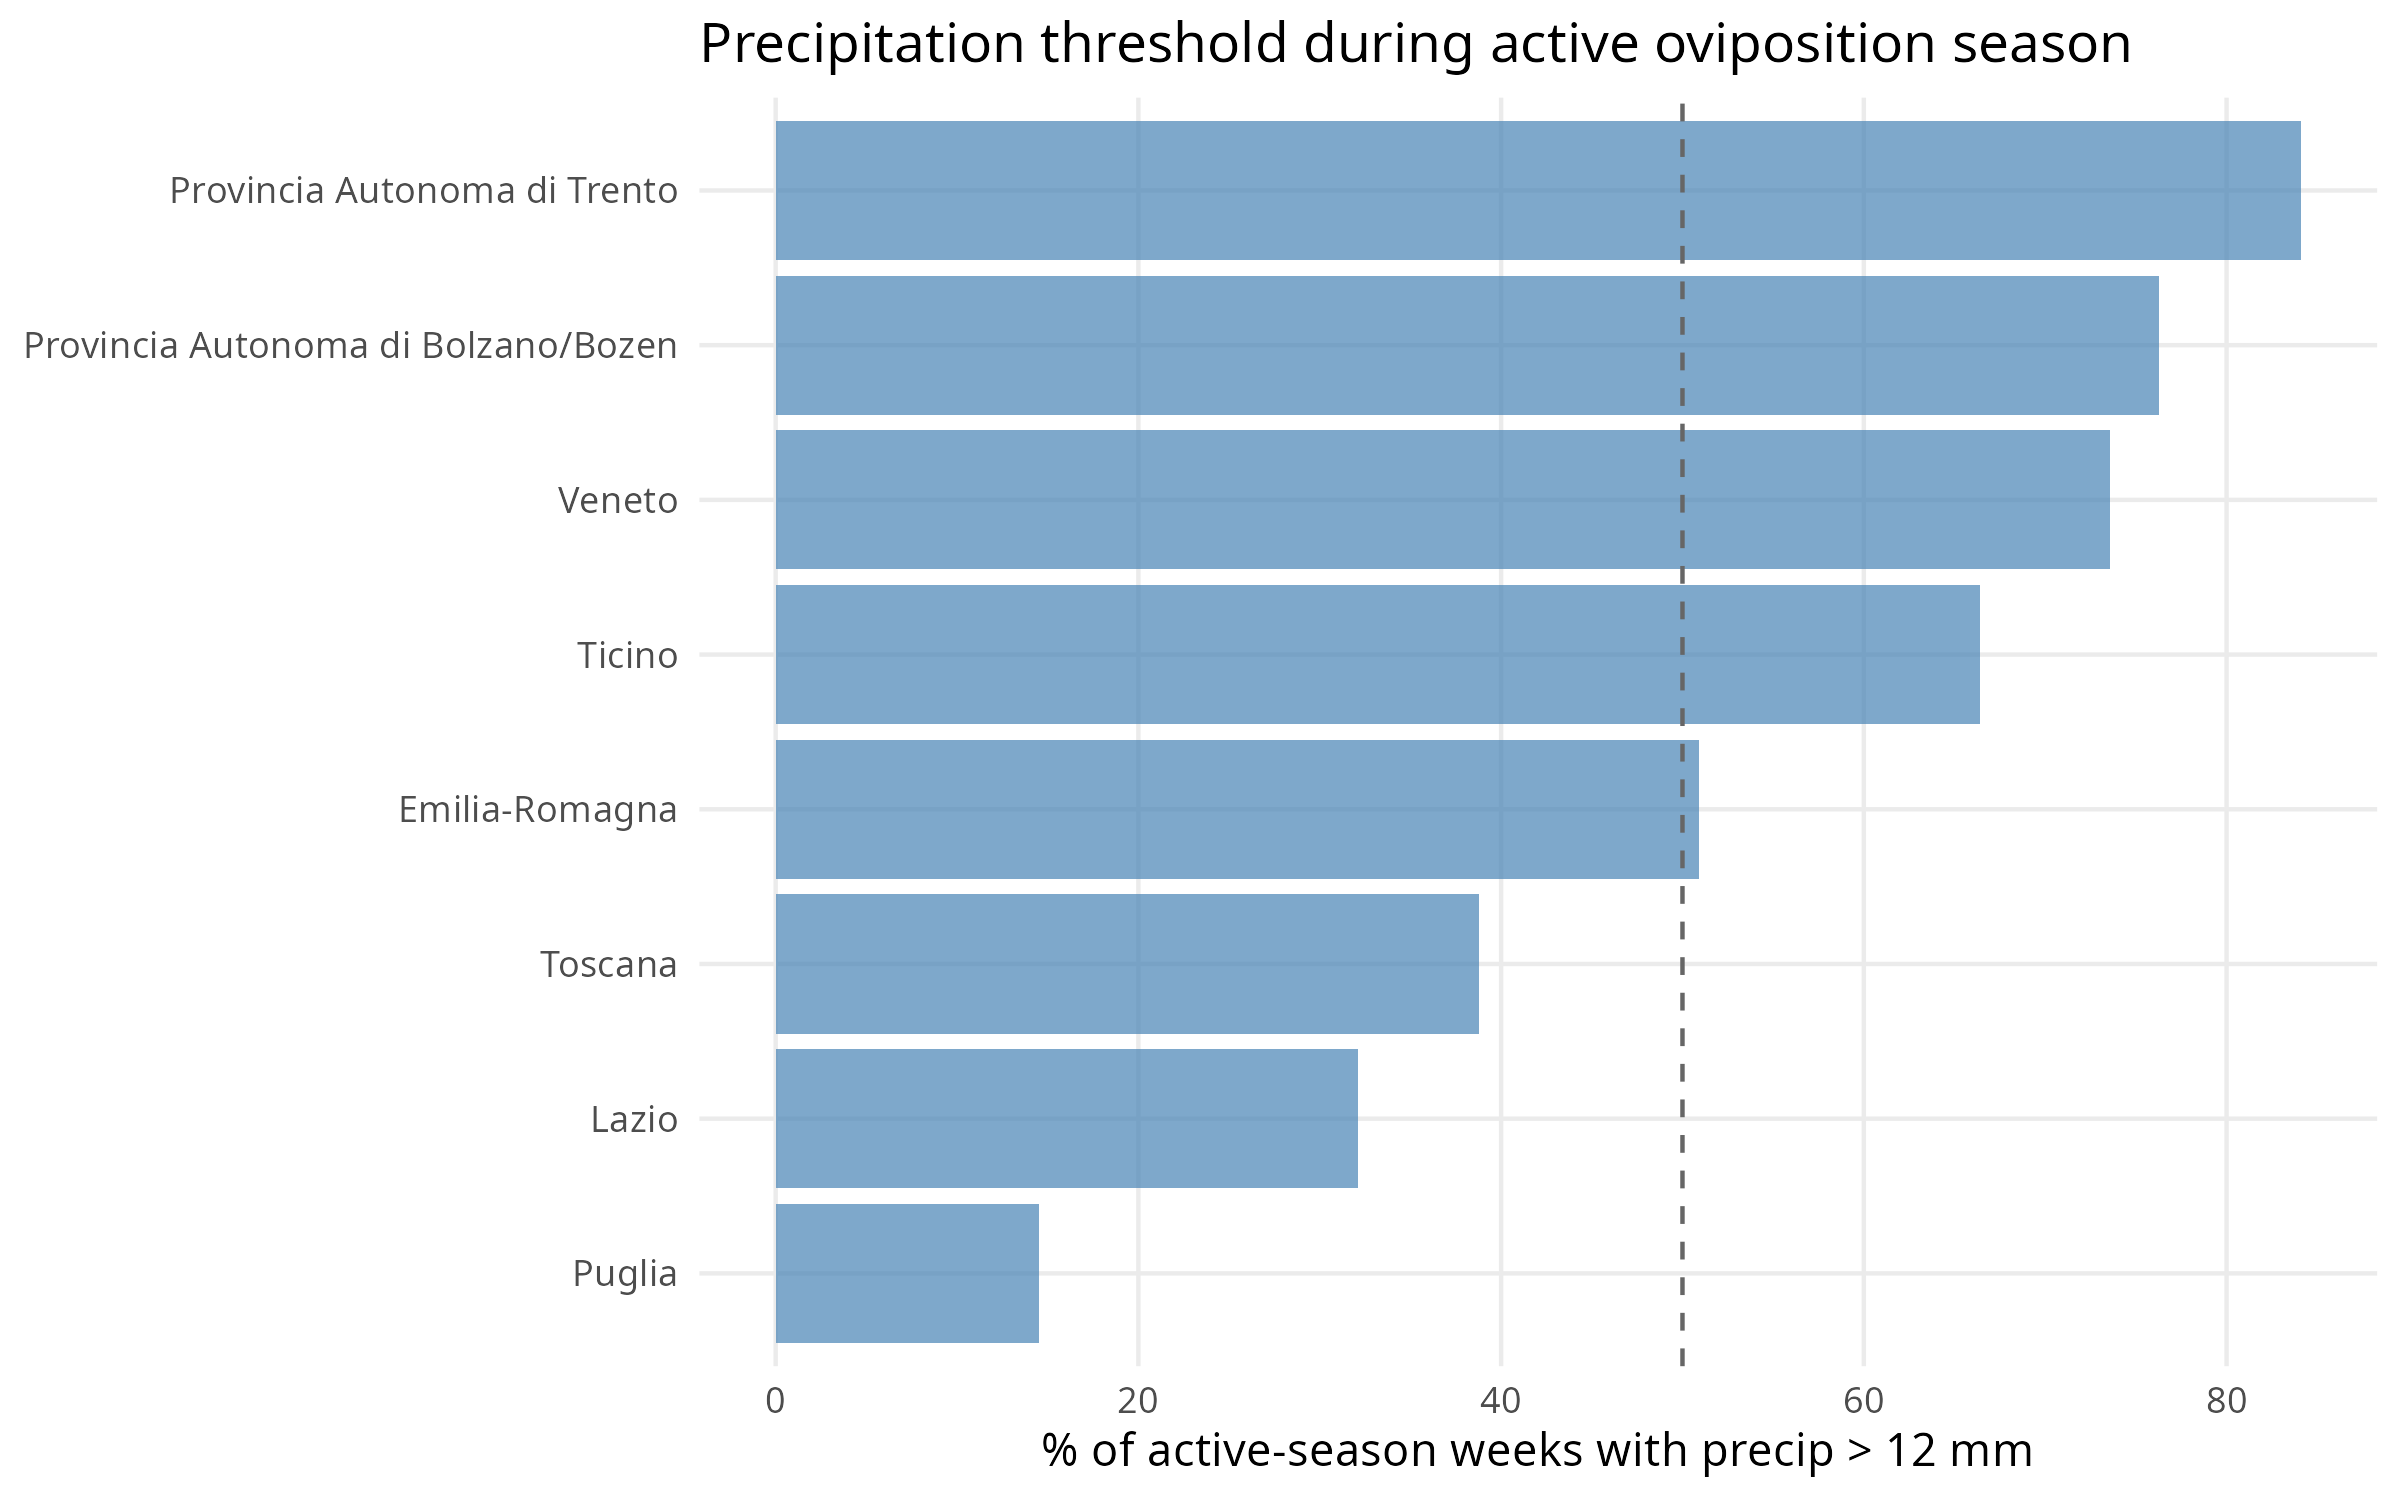 Precipitation threshold during active oviposition season
Provincia Autonoma di Trento
Provincia Autonoma di Bolzano/Bozen
Veneto
Ticino
Emilia-Romagna
Toscana
Lazio
Puglia
0 20 40 60 80
% of active-season weeks with precip > 12 mm